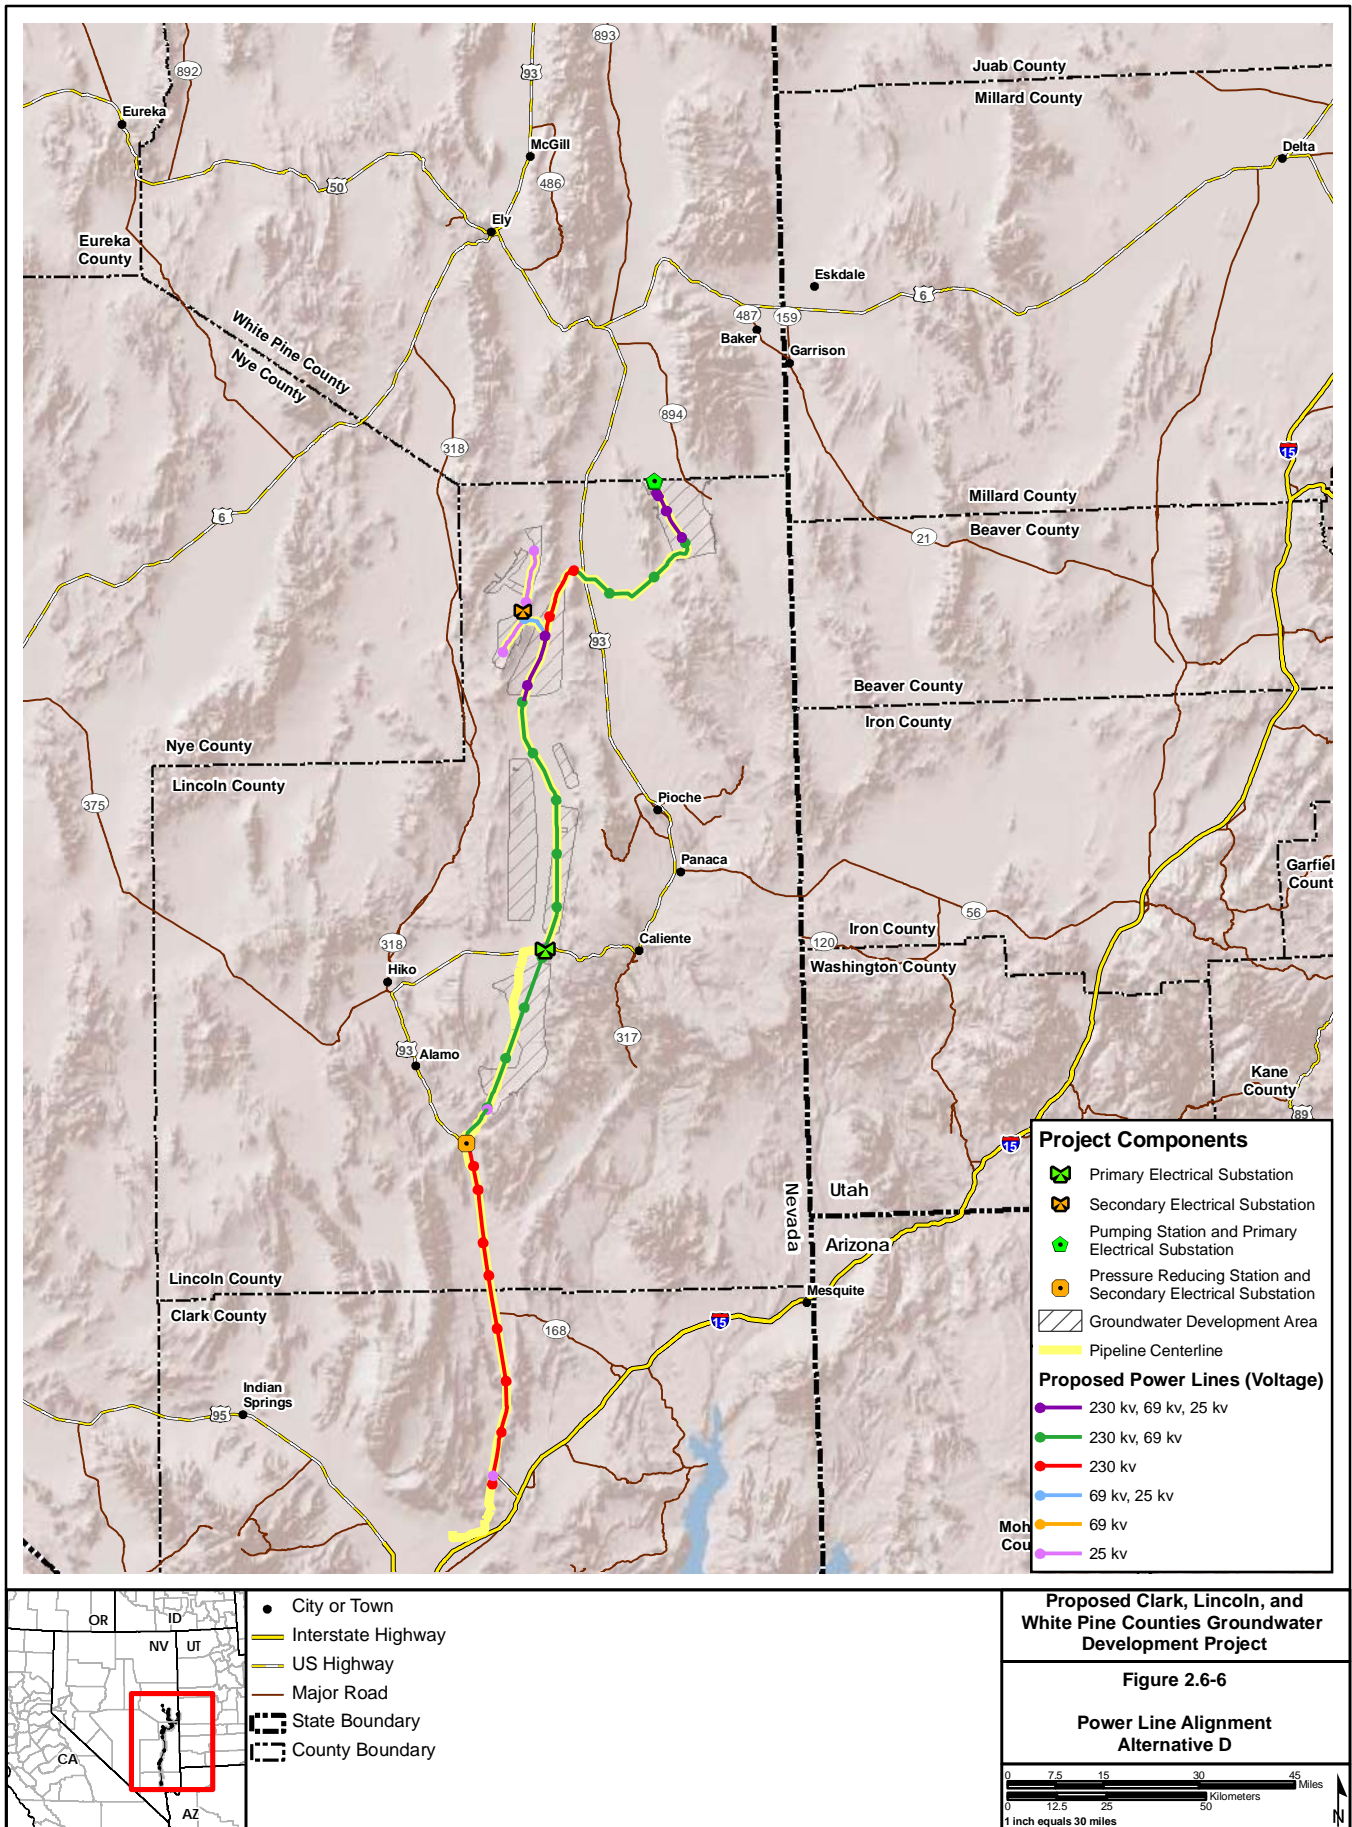 893
892
93
Juab County
Millard County
Eureka
McGill
Delta
50
486
Ely
Eureka
County
Eskdale
6
White Pine County
Nye County
487
159
Baker
Garrison
894
318
15
Millard County
Beaver County
6
21
93
Beaver County
Iron County
Nye County
Lincoln County
375
Pioche
Panaca
Garfiel
Count
56
Iron County
Washington County
120
318
Caliente
Hiko
317
93
Alamo
Kane
County
89
15
Nevada
Utah
Arizona
Lincoln County
Clark County
Mesquite
15
168
Indian
Springs
95
Moh
Cou
Project Components
Primary Electrical Substation
Secondary Electrical Substation
Pumping Station and Primary
Electrical Substation
Pressure Reducing Station and
Secondary Electrical Substation
Groundwater Development Area
Pipeline Centerline
Proposed Power Lines (Voltage)
230 kv, 69 kv, 25 kv
230 kv, 69 kv
230 kv
69 kv, 25 kv
69 kv
25 kv
OR
ID
NV
UT
CA
AZ
City or Town
Interstate Highway
US Highway
Major Road
State Boundary
County Boundary
Proposed Clark, Lincoln, and
White Pine Counties Groundwater
Development Project
Figure 2.6-6
Power Line Alignment
Alternative D
0 7.5 15 30 45
Miles
Kilometers
0 12.5 25 50
1 inch equals 30 miles
N